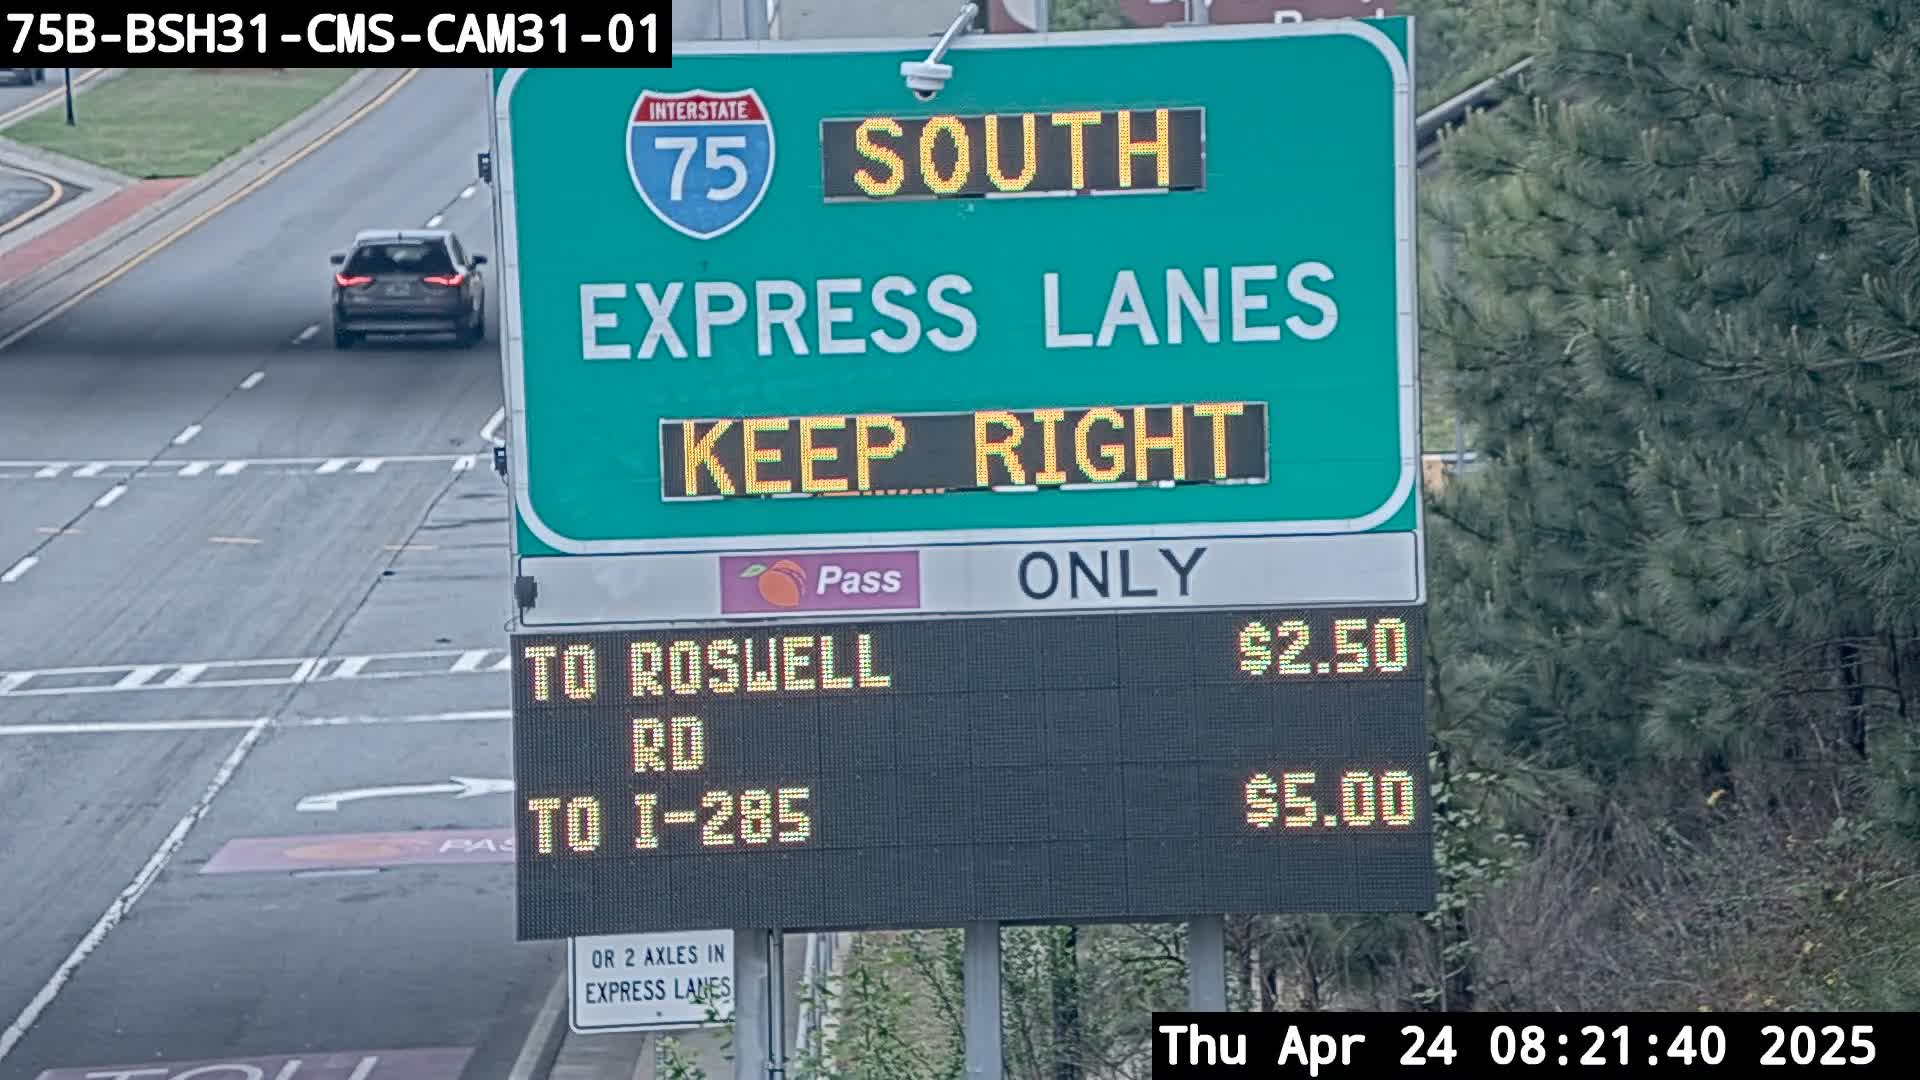 75B-BSH31-CMS-CAM31-01
INTERSTATE
75
SOUTH
EXPRESS LANES
KEEP RIGHT
Pass ONLY
TO ROSWELL $2.50
RD
TO I-285 $5.00
OR 2 AXLES IN
EXPRESS LANES
TOLL
Thu Apr 24 08:21:40 2025